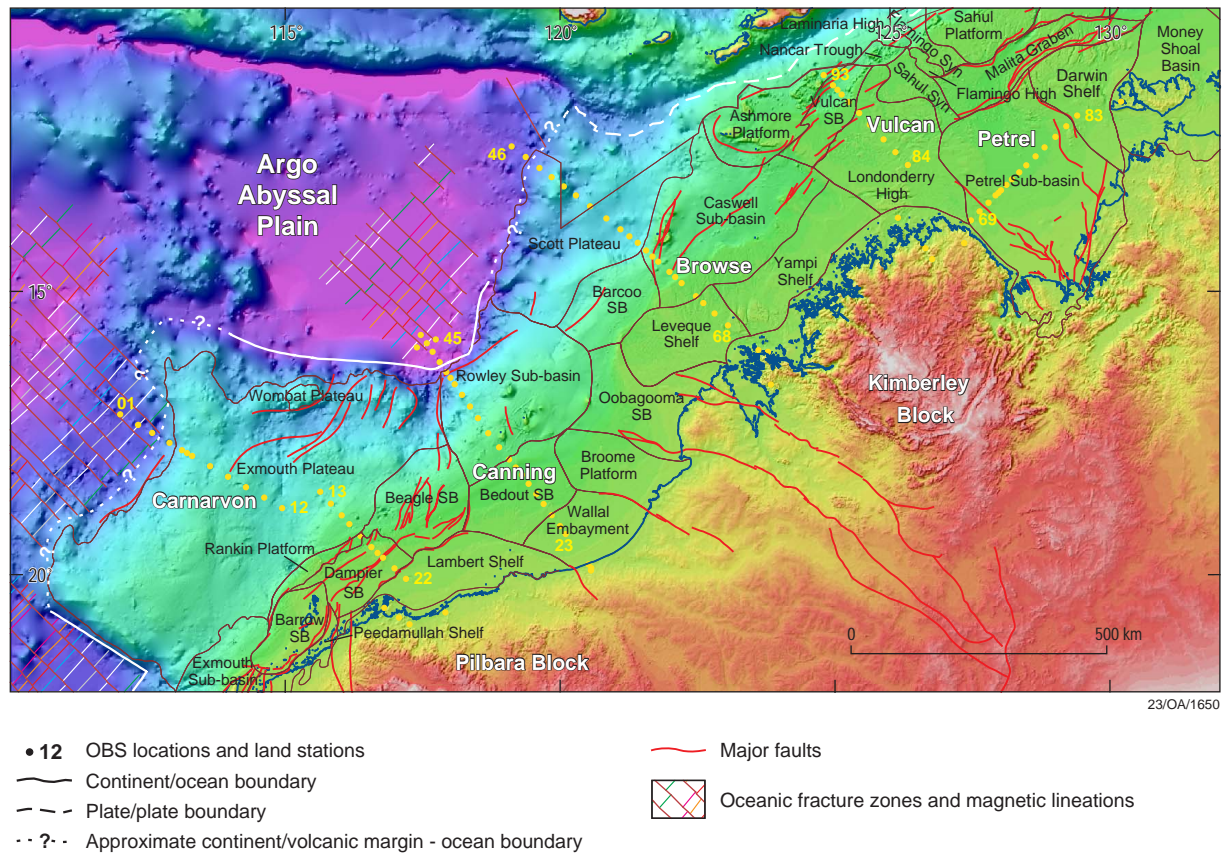 115°
120°
125°
130°
Laminaria High
Nancar Trough
Flamingo Syn
Sahul
Platform
Malita Graben
Money
Shoal
Basin
Sahul Syn
Flamingo High
Darwin
Shelf
93
Vulcan
SB
Ashmore
Platform
Vulcan
Petrel
83
84
46
Argo
Abyssal
Plain
Londonderry
High
Petrel Sub-basin
69
Caswell
Sub-basin
?
?
Scott Plateau
Browse
Yampi
Shelf
15°
Barcoo
SB
Leveque
Shelf
68
?
45
?
Rowley Sub-basin
Kimberley
Block
Wombat Plateau
Oobagooma
SB
01
?
Exmouth Plateau
Canning
Broome
Platform
Carnarvon
13
12
Beagle SB
Bedout SB
Wallal
Embayment
23
Rankin Platform
?
20°
Dampier
SB
Lambert Shelf
22
Barrow
SB
Peedamullah Shelf
0
500 km
Exmouth
Sub-basin
Pilbara Block
23/OA/1650
12 OBS locations and land stations
Continent/ocean boundary
Plate/plate boundary
? Approximate continent/volcanic margin - ocean boundary
Major faults
Oceanic fracture zones and magnetic lineations